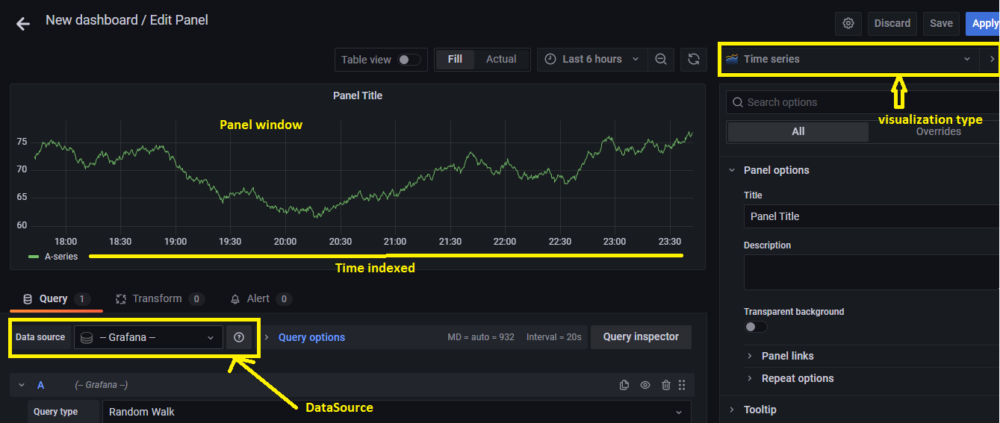 New dashboard / Edit Panel
Discard
Save
Apply
Table view
Fill
Actual
Last 6 hours
Time series
Panel Title
Search options
Panel window
visualization type
All
Overrides
75
70
65
60
Panel options
Title
Panel Title
18:00 18:30 19:00 19:30 20:00 20:30 21:00 21:30 22:00 22:30 23:00 23:30
A-series
Time indexed
Description
Query 1
Transform 0
Alert 0
Transparent background
Data source
-- Grafana --
Query options
MD = auto = 932
Interval = 20s
Query inspector
Panel links
Repeat options
A
(-- Grafana --)
DataSource
Query type
Random Walk
Tooltip